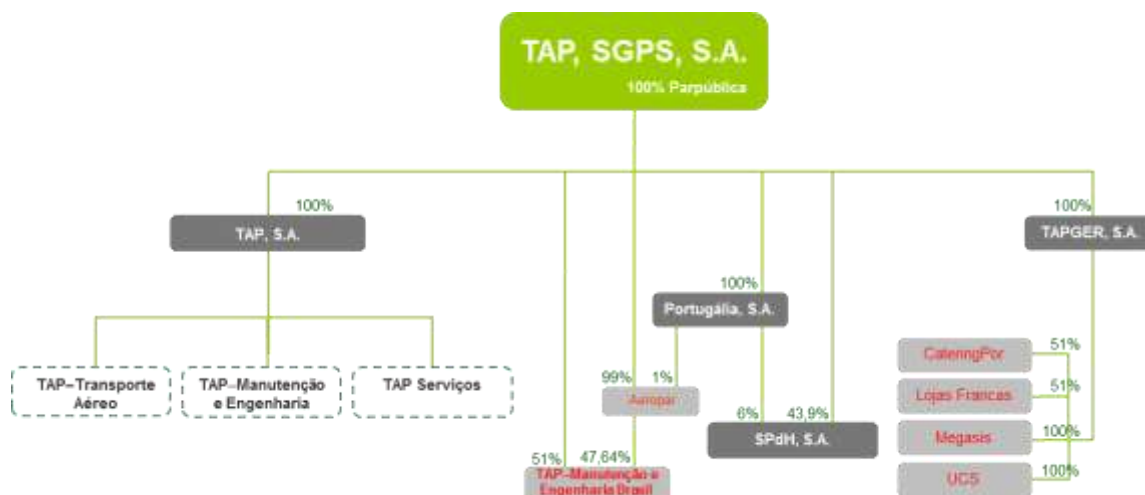 TAP, SGPS, S.A.
100% Parpública
100%
TAP, S.A.
100%
TAPGER, S.A.
100%
Portugália, S.A.
TAP–Transporte
Aéreo
TAP–Manutenção
e Engenharia
TAP Serviços
99%
1%
Aeropar
6%
43,9%
SPdH, S.A.
51%
47,64%
TAP–Manutenção e
Engenharia Brasil
CateringPor
51%
Lojas Francas
51%
Megasis
100%
UCS
100%